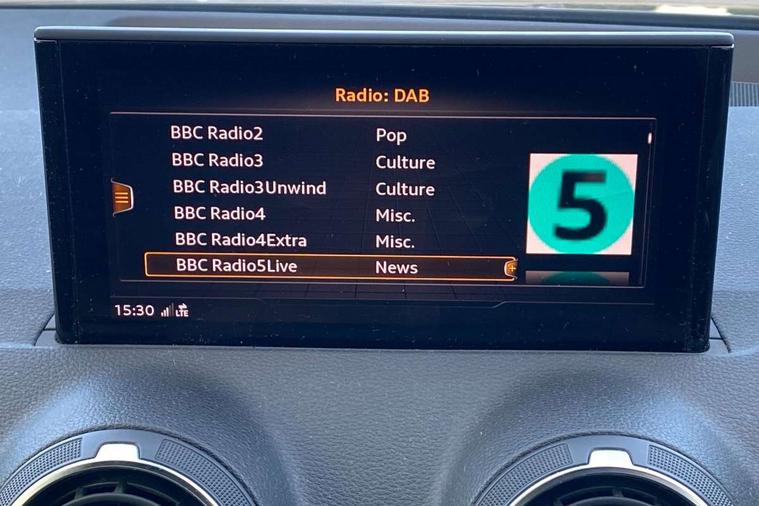 Radio: DAB
BBC Radio2 Pop
BBC Radio3 Culture
BBC Radio3Unwind Culture
BBC Radio4 Misc.
BBC Radio4Extra Misc.
BBC Radio5Live News
5
15:30 LTE